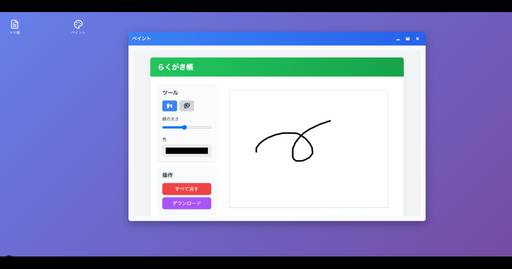 メモ帳
ペイント
ペイント
らくがき帳
ツール
線の太さ
色
操作
すべて消す
ダウンロード